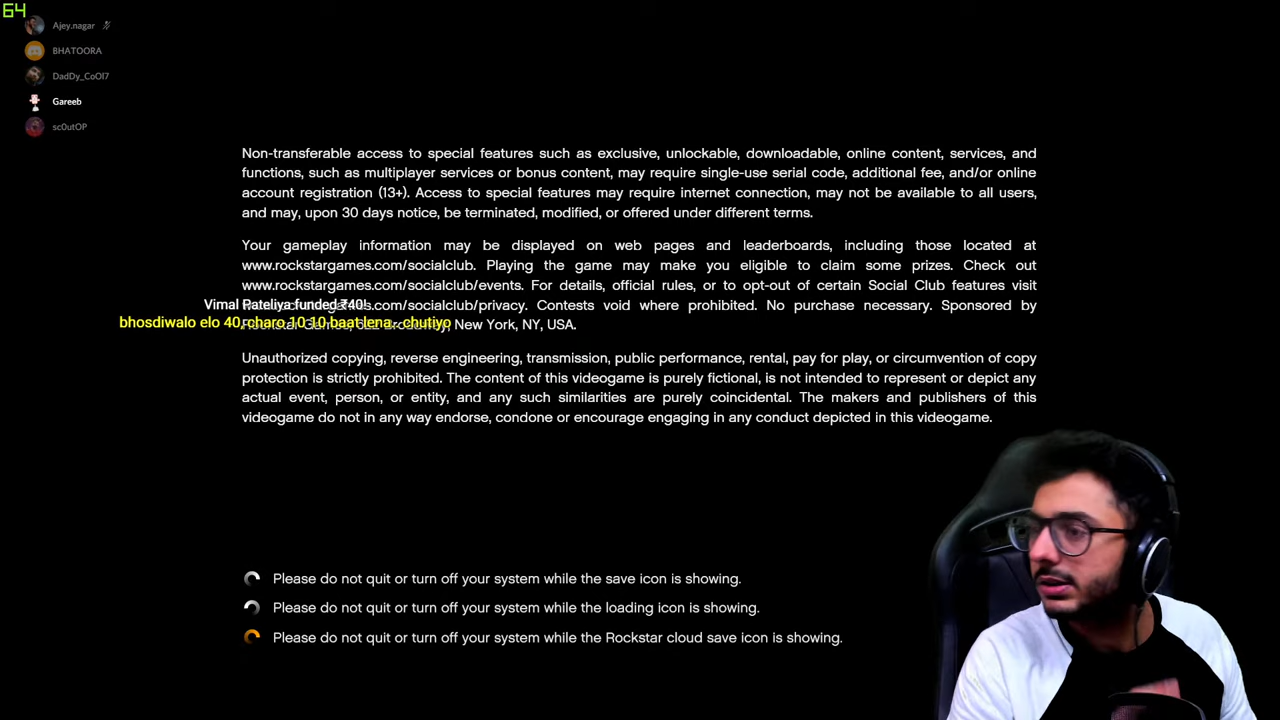 64
Ajey.nagar
BHATOORA
DadDy_CoOl7
Gareeb
sc0utOP
Non-transferable access to special features such as exclusive, unlockable, downloadable, online content, services, and
functions, such as multiplayer services or bonus content, may require single-use serial code, additional fee, and/or online
account registration (13+). Access to special features may require internet connection, may not be available to all users,
and may, upon 30 days notice, be terminated, modified, or offered under different terms.
Your gameplay information may be displayed on web pages and leaderboards, including those located at
www.rockstargames.com/socialclub. Playing the game may make you eligible to claim some prizes. Check out
www.rockstargames.com/socialclub/events. For details, official rules, or to opt-out of certain Social Club features visit
Vimal Pateliya funded ₹40!
.com/socialclub/privacy. Contests void where prohibited. No purchase necessary. Sponsored by
bhosdiwalo elo 40, charo 10 10 baat lena.. chutiyo
New York, NY, USA.
Unauthorized copying, reverse engineering, transmission, public performance, rental, pay for play, or circumvention of copy
protection is strictly prohibited. The content of this videogame is purely fictional, is not intended to represent or depict any
actual event, person, or entity, and any such similarities are purely coincidental. The makers and publishers of this
videogame do not in any way endorse, condone or encourage engaging in any conduct depicted in this videogame.
Please do not quit or turn off your system while the save icon is showing.
Please do not quit or turn off your system while the loading icon is showing.
Please do not quit or turn off your system while the Rockstar cloud save icon is showing.